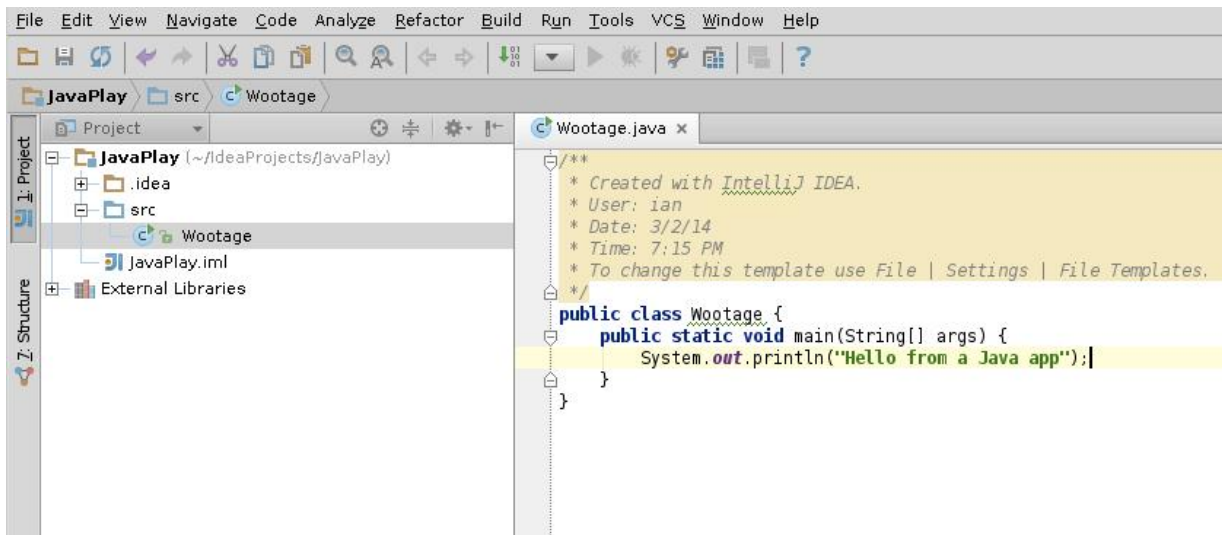 File Edit View Navigate Code Analyze Refactor Build Run Tools VCS Window Help
JavaPlay src Wootage
1: Project
7: Structure
Project
JavaPlay (~/IdeaProjects/JavaPlay)
.idea
src
Wootage
JavaPlay.iml
External Libraries
Wootage.java
/**
* Created with IntelliJ IDEA.
* User: ian
* Date: 3/2/14
* Time: 7:15 PM
* To change this template use File | Settings | File Templates.
*/
public class Wootage {
public static void main(String[] args) {
System.out.println("Hello from a Java app");
}
}